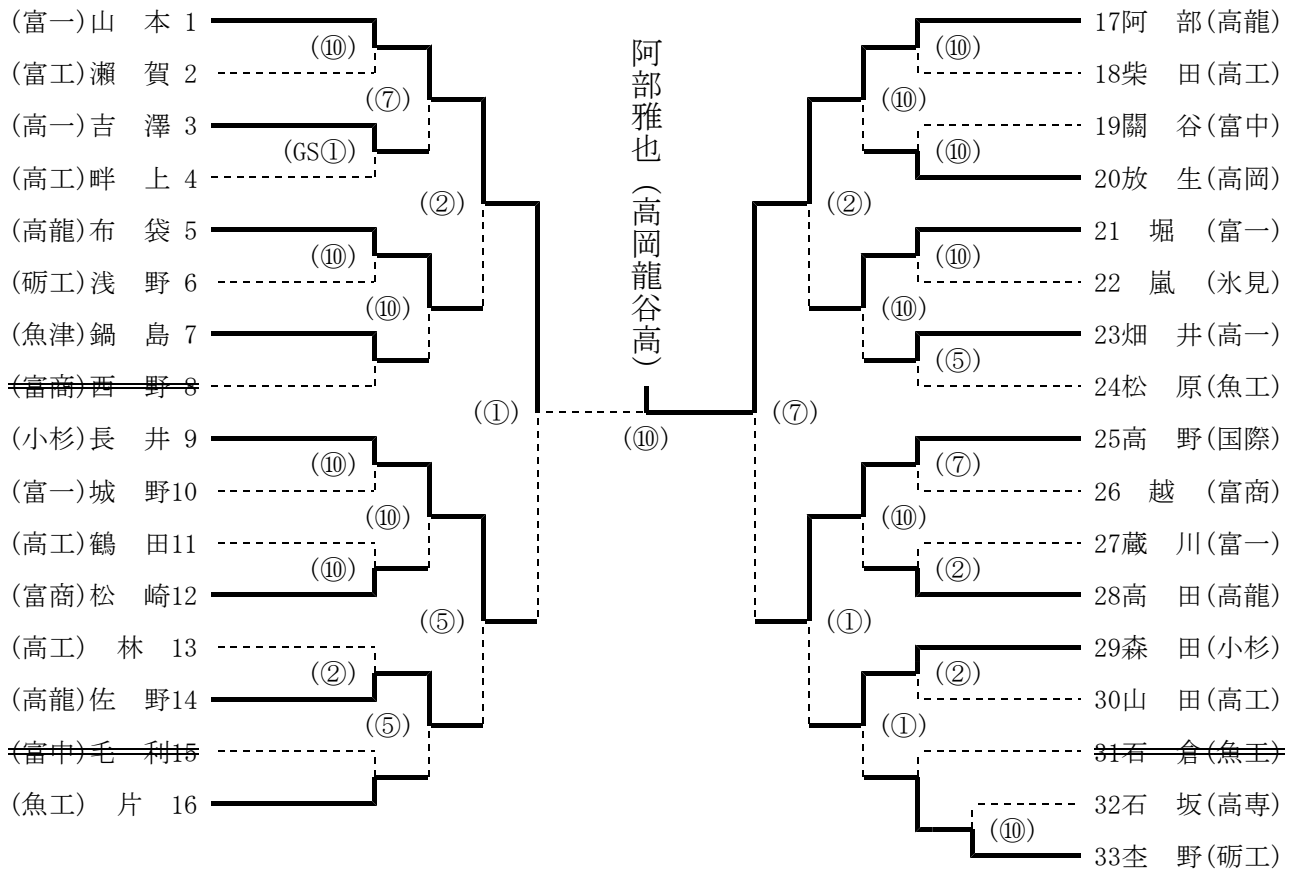 (富一)山　本 1
(富工)瀬　賀 2
(高一)吉　澤 3
(高工)畔　上 4
(高龍)布　袋 5
(砺工)浅　野 6
(魚津)鍋　島 7
(富商)西　野 8
(小杉)長　井 9
(富一)城　野10
(高工)鶴　田11
(富商)松　崎12
(高工)　林　13
(高龍)佐　野14
(富中)毛　利15
(魚工)　片　16
(⑩)
(GS①)
(⑩)
(⑩)
(⑩)
(②)
(⑦)
(⑩)
(⑩)
(⑤)
(②)
(⑤)
(①)
阿部雅也（高岡龍谷高）
(⑩)
(⑦)
(②)
(①)
(⑩)
(⑩)
(⑩)
(①)
(⑩)
(⑩)
(⑩)
(⑤)
(⑦)
(②)
(②)
(⑩)
17阿　部(高龍)
18柴　田(高工)
19關　谷(富中)
20放　生(高岡)
21　堀　(富一)
22　嵐　(氷見)
23畑　井(高一)
24松　原(魚工)
25高　野(国際)
26　越　(富商)
27蔵　川(富一)
28高　田(高龍)
29森　田(小杉)
30山　田(高工)
31石　倉(魚工)
32石　坂(高専)
33杢　野(砺工)